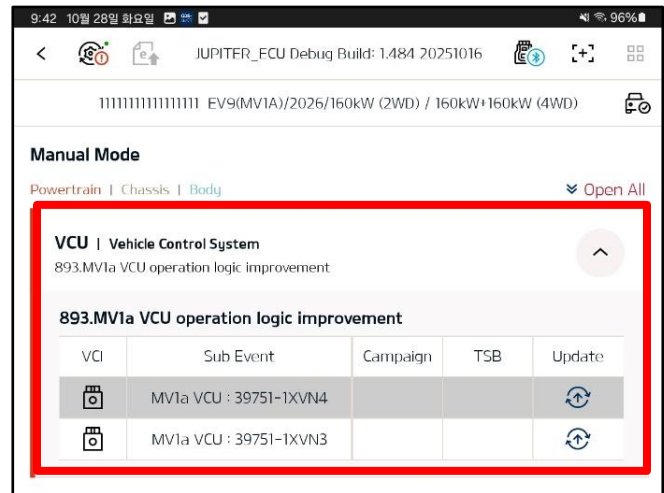 9:42 10월 28일 화요일 96%
JUPITER_ECU Debug Build: 1.484 20251016
11111111111111111 EV9(MV1A)/2026/160kW (2WD) / 160kW+160kW (4WD)
Manual Mode
Powertrain | Chassis | Body Open All
VCU | Vehicle Control System
893.MV1a VCU operation logic improvement
893.MV1a VCU operation logic improvement
VCI Sub Event Campaign TSB Update
MV1a VCU : 39751-1XVN4
MV1a VCU : 39751-1XVN3